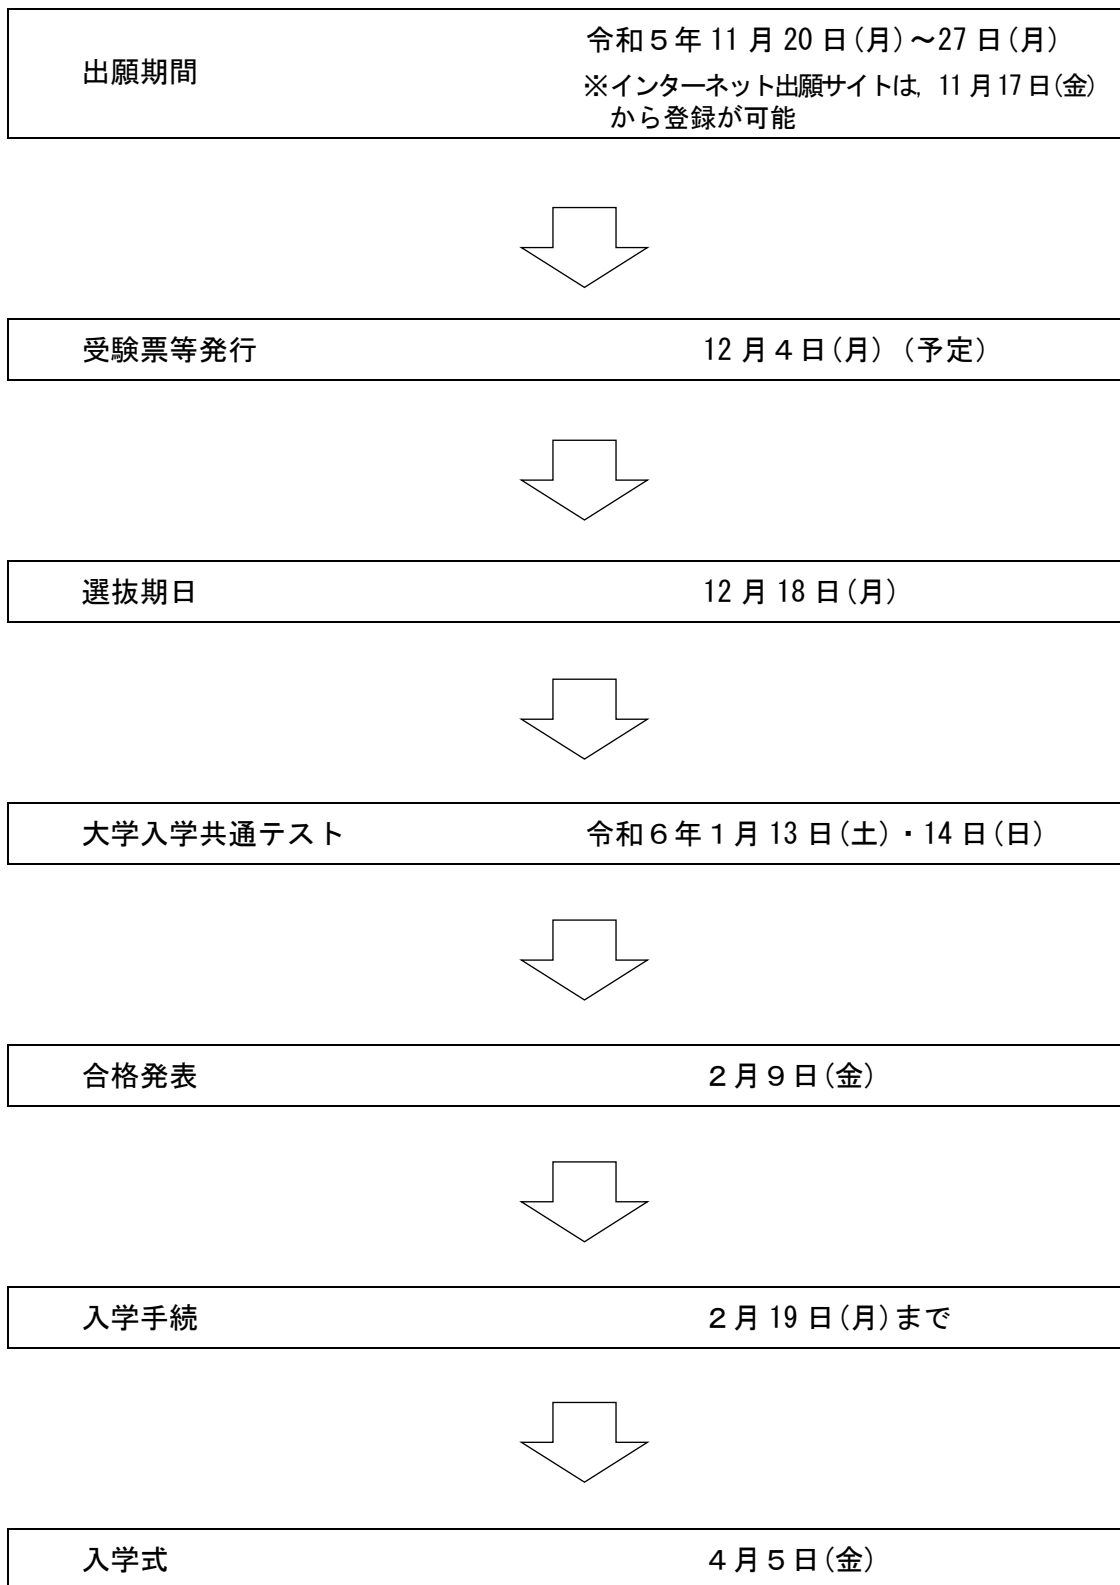 出願期間
令和５年 11 月 20 日(月)～27 日(月)
※インターネット出願サイトは，11 月 17 日(金)
から登録が可能
受験票等発行 12 月４日(月)（予定）
選抜期日 12 月 18 日(月)
大学入学共通テスト 令和６年１月 13 日(土)・14 日(日)
合格発表 ２月９日(金)
入学手続 ２月 19 日(月)まで
入学式 ４月５日(金)